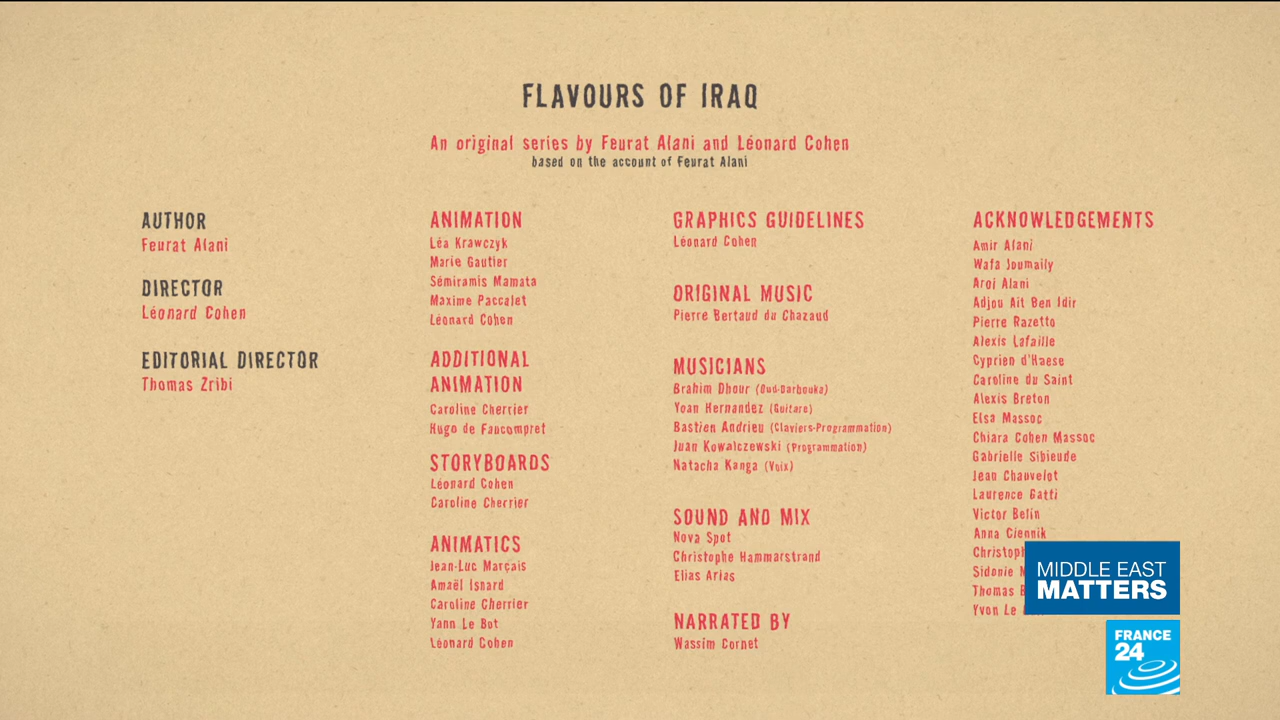 FLAVOURS OF IRAQ
An original series by Feurat Alani and Léonard Cohen
based on the account of Feurat Alani
AUTHOR
Feurat Alani
DIRECTOR
Léonard Cohen
EDITORIAL DIRECTOR
Thomas Zribi
ANIMATION
Léa Krawczyk
Marie Gautier
Sémiramis Mamata
Maxime Paccalet
Léonard Cohen
ADDITIONAL
ANIMATION
Caroline Cherrier
Hugo de Faucompret
STORYBOARDS
Léonard Cohen
Caroline Cherrier
ANIMATICS
Jean-Luc Marçais
Amaël Isnard
Caroline Cherrier
Yann Le Bot
Léonard Cohen
GRAPHICS GUIDELINES
Léonard Cohen
ORIGINAL MUSIC
Pierre Bertaud du Chazaud
MUSICIANS
Brahim Dhour (Oud-Darbouka)
Yoan Hernandez (Guitare)
Bastien Andrieu (Claviers-Programmation)
Juan Kowalczewski (Programmation)
Natacha Kanga (Voix)
SOUND AND MIX
Nova Spot
Christophe Hammarstrand
Elias Arias
NARRATED BY
Wassim Cornet
ACKNOWLEDGEMENTS
Amir Alani
Wafa Joumaily
Aroj Alani
Adjou Ait Ben Idir
Pierre Razetto
Alexis Lafaille
Cyprien d'Haese
Caroline du Saint
Alexis Breton
Elsa Massoc
Chiara Cohen Massoc
Gabrielle Sibieude
Jean Chauvelot
Laurence Gatti
Victor Belin
Anna Ciennik
Sidonie
Thomas
Yvon Le
MIDDLE EAST
MATTERS
FRANCE
24